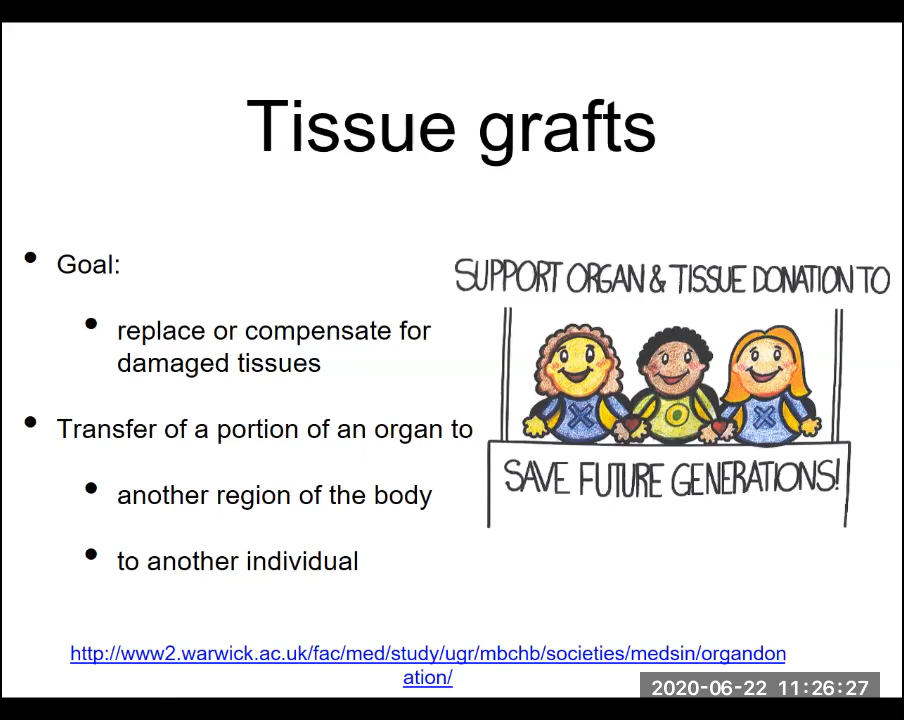 Tissue grafts
• Goal:
• replace or compensate for
damaged tissues
• Transfer of a portion of an organ to
• another region of the body
• to another individual
SUPPORT ORGAN & TISSUE DONATION TO
SAVE FUTURE GENERATIONS!
http://www2.warwick.ac.uk/fac/med/study/ugr/mbchb/societies/medsin/organdon
ation/
2020-06-22 11:26:27